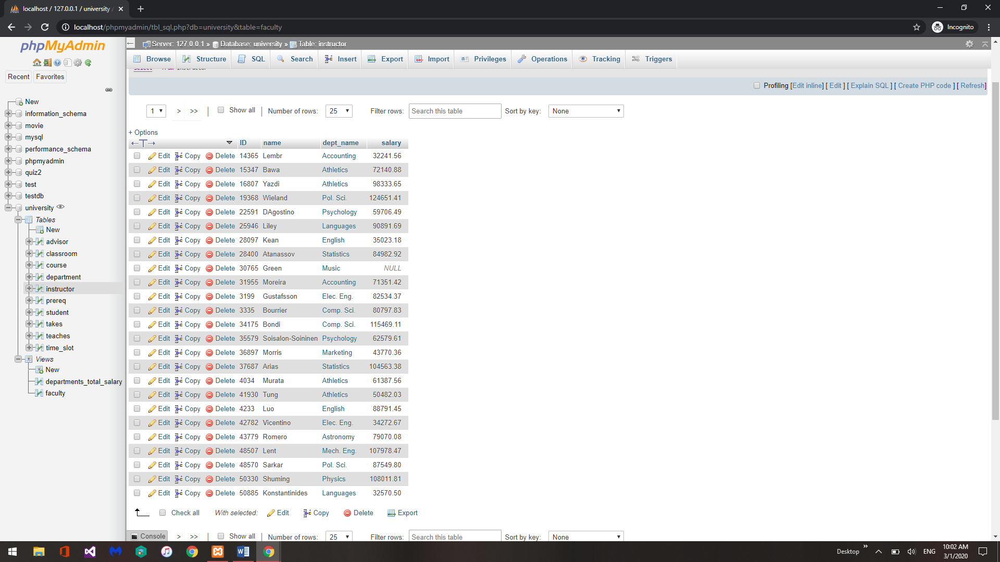 localhost / 127.0.0.1 / university /
localhost/phpmyadmin/tbl_sql.php?db=university&table=faculty
Incognito
phpMyAdmin
Recent Favorites
New
information_schema
movie
mysql
performance_schema
phpmyadmin
quiz2
test
testdb
university
Tables
New
advisor
classroom
course
department
instructor
prereq
student
takes
teaches
time_slot
Views
New
departments_total_salary
faculty
Server: 127.0.0.1 » Database: university » Table: instructor
Browse Structure SQL Search Insert Export Import Privileges Operations Tracking Triggers
Profiling [Edit inline] [ Edit ] [ Explain SQL ] [ Create PHP code ] [ Refresh]
1 > >> | Show all | Number of rows: 25 Filter rows: Search this table Sort by key: None
+ Options
←T→ ID name dept_name salary
Edit Copy Delete 14365 Lembr Accounting 32241.56
Edit Copy Delete 15347 Bawa Athletics 72140.88
Edit Copy Delete 16807 Yazdi Athletics 98333.65
Edit Copy Delete 19368 Wieland Pol. Sci. 124651.41
Edit Copy Delete 22591 DAgostino Psychology 59706.49
Edit Copy Delete 25946 Liley Languages 90891.69
Edit Copy Delete 28097 Kean English 35023.18
Edit Copy Delete 28400 Atanassov Statistics 84982.92
Edit Copy Delete 30765 Green Music NULL
Edit Copy Delete 31955 Moreira Accounting 71351.42
Edit Copy Delete 3199 Gustafsson Elec. Eng. 82534.37
Edit Copy Delete 3335 Bourrier Comp. Sci. 80797.83
Edit Copy Delete 34175 Bondi Comp. Sci. 115469.11
Edit Copy Delete 35579 Soisalon-Soininen Psychology 62579.61
Edit Copy Delete 36897 Morris Marketing 43770.36
Edit Copy Delete 37687 Arias Statistics 104563.38
Edit Copy Delete 4034 Murata Athletics 61387.56
Edit Copy Delete 41930 Tung Athletics 50482.03
Edit Copy Delete 4233 Luo English 88791.45
Edit Copy Delete 42782 Vicentino Elec. Eng. 34272.67
Edit Copy Delete 43779 Romero Astronomy 79070.08
Edit Copy Delete 48507 Lent Mech. Eng. 107978.47
Edit Copy Delete 48570 Sarkar Pol. Sci. 87549.80
Edit Copy Delete 50330 Shuming Physics 108011.81
Edit Copy Delete 50885 Konstantinides Languages 32570.50
Check all With selected: Edit Copy Delete Export
Console > >> | Show all | Number of rows: 25 Filter rows: Search this table Sort by key: None
Desktop ENG 10:02 AM
3/1/2020